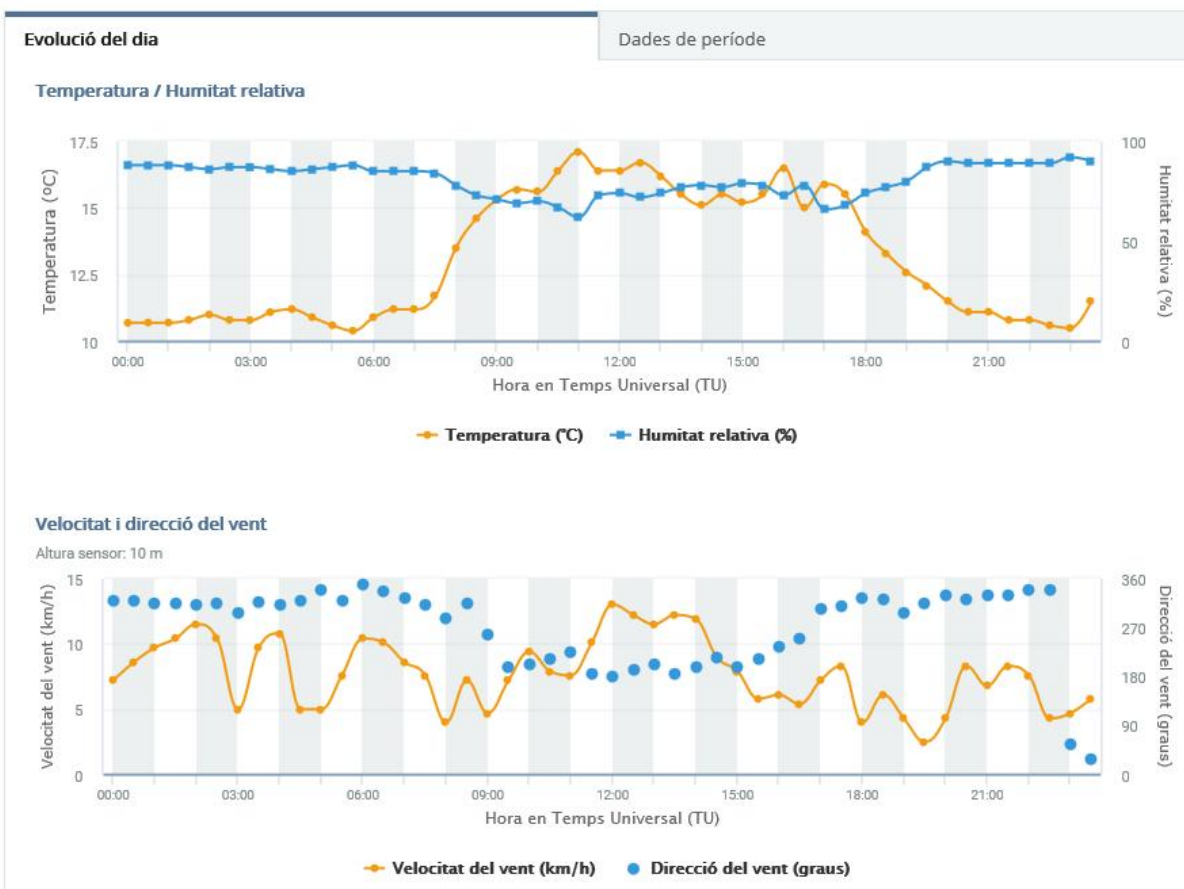 Evolució del dia
Dades de període
Temperatura / Humitat relativa
Temperatura (ºC)
17.5
15
12.5
10
100
50
0
Humitat relativa (%)
00:00 03:00 06:00 09:00 12:00 15:00 18:00 21:00
Hora en Temps Universal (TU)
Temperatura (°C) Humitat relativa (%)
Velocitat i direcció del vent
Altura sensor: 10 m
Velocitat del vent (km/h)
15
10
5
0
360
270
180
90
0
Direcció del vent (graus)
00:00 03:00 06:00 09:00 12:00 15:00 18:00 21:00
Hora en Temps Universal (TU)
Velocitat del vent (km/h) Direcció del vent (graus)